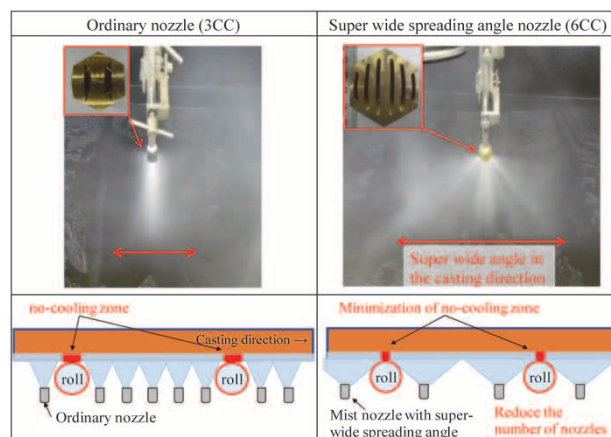 Ordinary nozzle (3CC)
Super wide spreading angle nozzle (6CC)
Super wide angle in
the casting direction
no-cooling zone
Casting direction →
roll
roll
Ordinary nozzle
Minimization of no-cooling zone
roll
roll
Mist nozzle with super-
wide spreading angle
Reduce the
number of nozzles